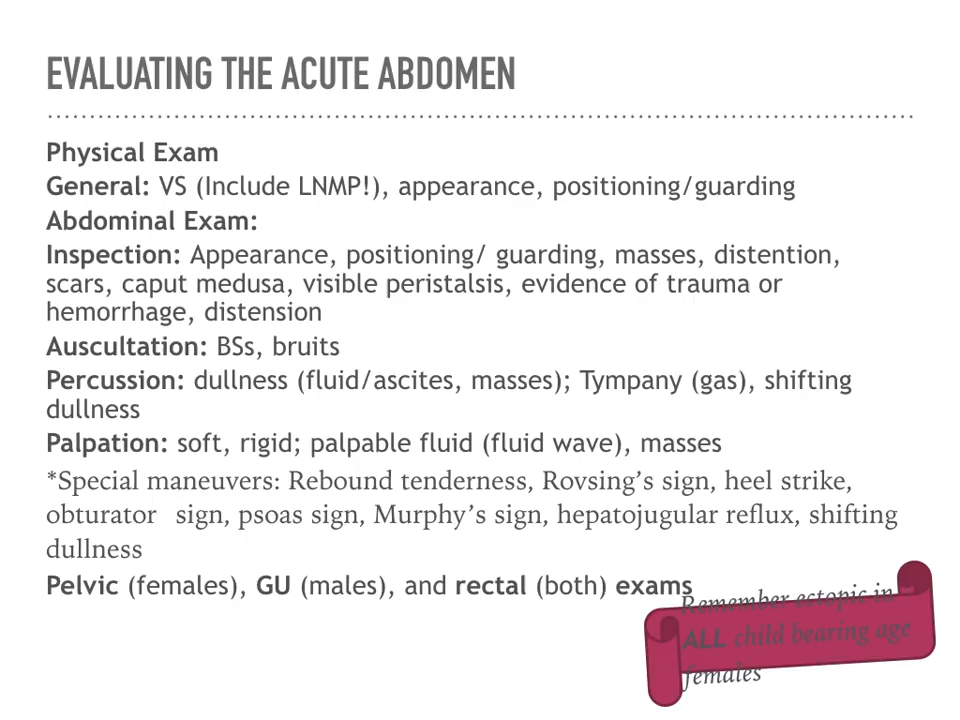 EVALUATING THE ACUTE ABDOMEN
Physical Exam
General: VS (Include LNMP!), appearance, positioning/guarding
Abdominal Exam:
Inspection: Appearance, positioning/ guarding, masses, distention,
scars, caput medusa, visible peristalsis, evidence of trauma or
hemorrhage, distension
Auscultation: BSs, bruits
Percussion: dullness (fluid/ascites, masses); Tympany (gas), shifting
dullness
Palpation: soft, rigid; palpable fluid (fluid wave), masses
*Special maneuvers: Rebound tenderness, Rovsing’s sign, heel strike,
obturator sign, psoas sign, Murphy’s sign, hepatojugular reflux, shifting
dullness
Pelvic (females), GU (males), and rectal (both) exams
Remember ectopic in
ALL child bearing age
females